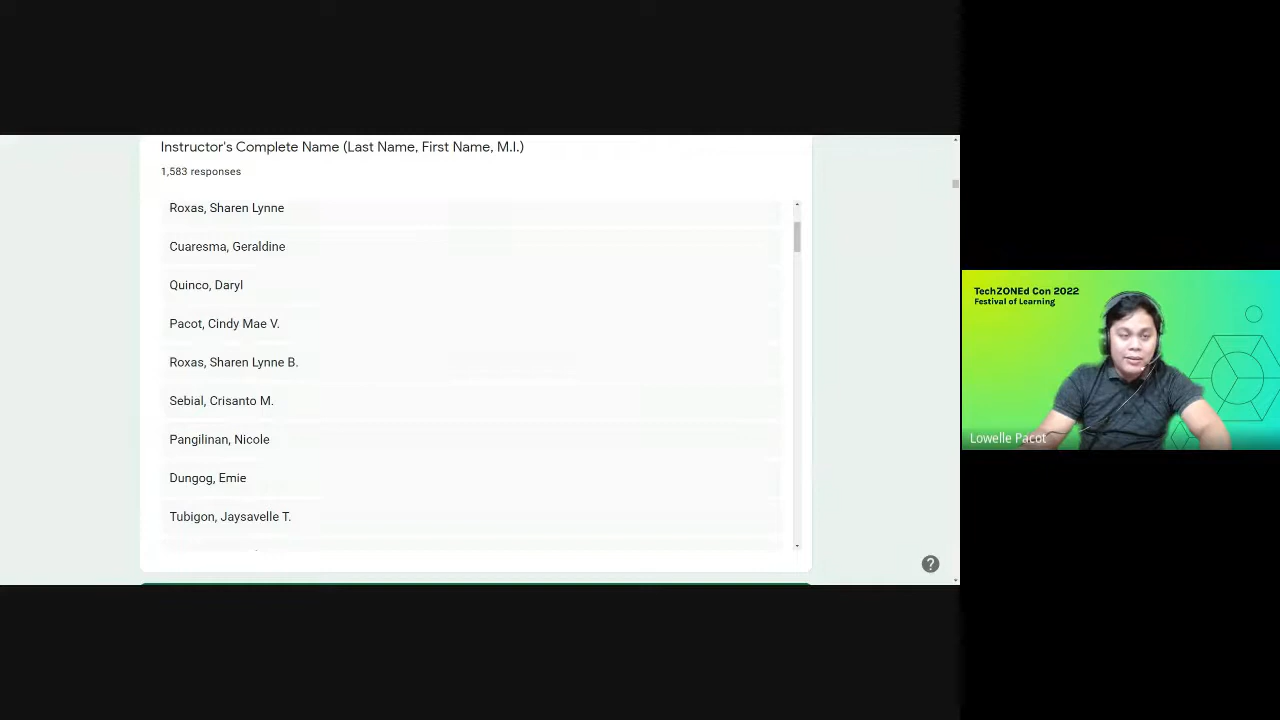 Instructor's Complete Name (Last Name, First Name, M.I.)
1,583 responses
Roxas, Sharen Lynne
Cuaresma, Geraldine
Quinco, Daryl
Pacot, Cindy Mae V.
Roxas, Sharen Lynne B.
Sebial, Crisanto M.
Pangilinan, Nicole
Dungog, Emie
Tubigon, Jaysavelle T.
?
TechZONEd Con 2022
Festival of Learning
Lowelle Pacot